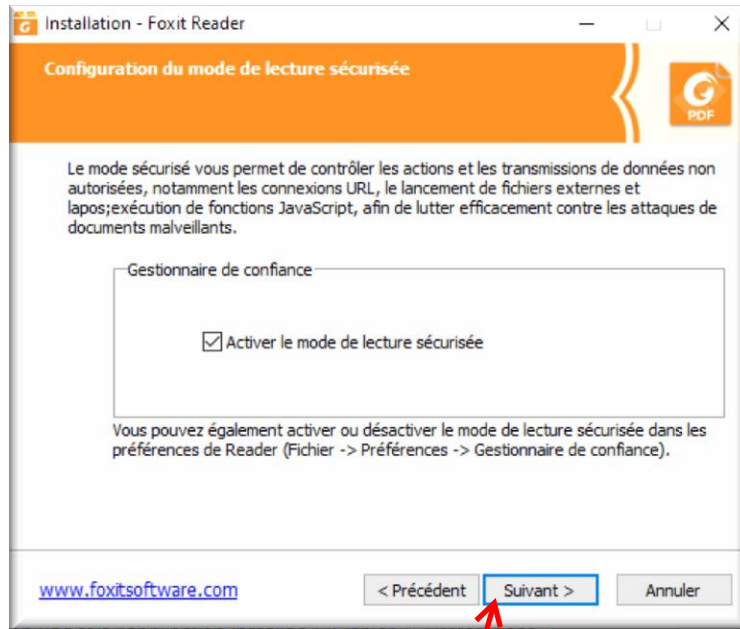 Installation - Foxit Reader
Configuration du mode de lecture sécurisée
PDF
Le mode sécurisé vous permet de contrôler les actions et les transmissions de données non
autorisées, notamment les connexions URL, le lancement de fichiers externes et
lapos;exécution de fonctions JavaScript, afin de lutter efficacement contre les attaques de
documents malveillants.
Gestionnaire de confiance
Activer le mode de lecture sécurisée
Vous pouvez également activer ou désactiver le mode de lecture sécurisée dans les
préférences de Reader (Fichier -> Préférences -> Gestionnaire de confiance).
www.foxitsoftware.com < Précédent Suivant > Annuler